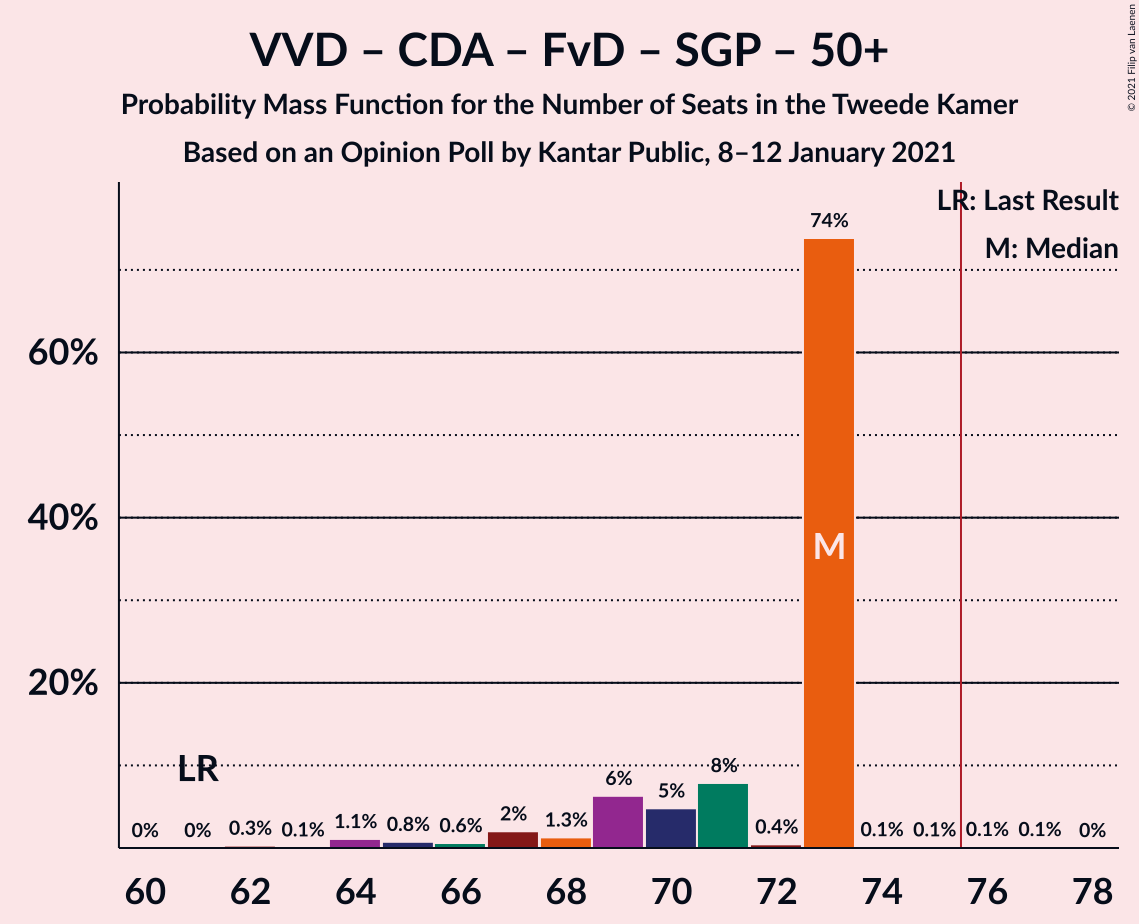 VVD – CDA – FvD – SGP – 50+
Probability Mass Function for the Number of Seats in the Tweede Kamer
Based on an Opinion Poll by Kantar Public, 8–12 January 2021
© 2021 Filip van Laenen
LR: Last Result
M: Median
60%
40%
20%
LR
M
0% 0% 0.3% 0.1% 1.1% 0.8% 0.6% 2% 1.3% 6% 5% 8% 0.4% 74% 0.1% 0.1% 0.1% 0.1% 0%
60 62 64 66 68 70 72 74 76 78